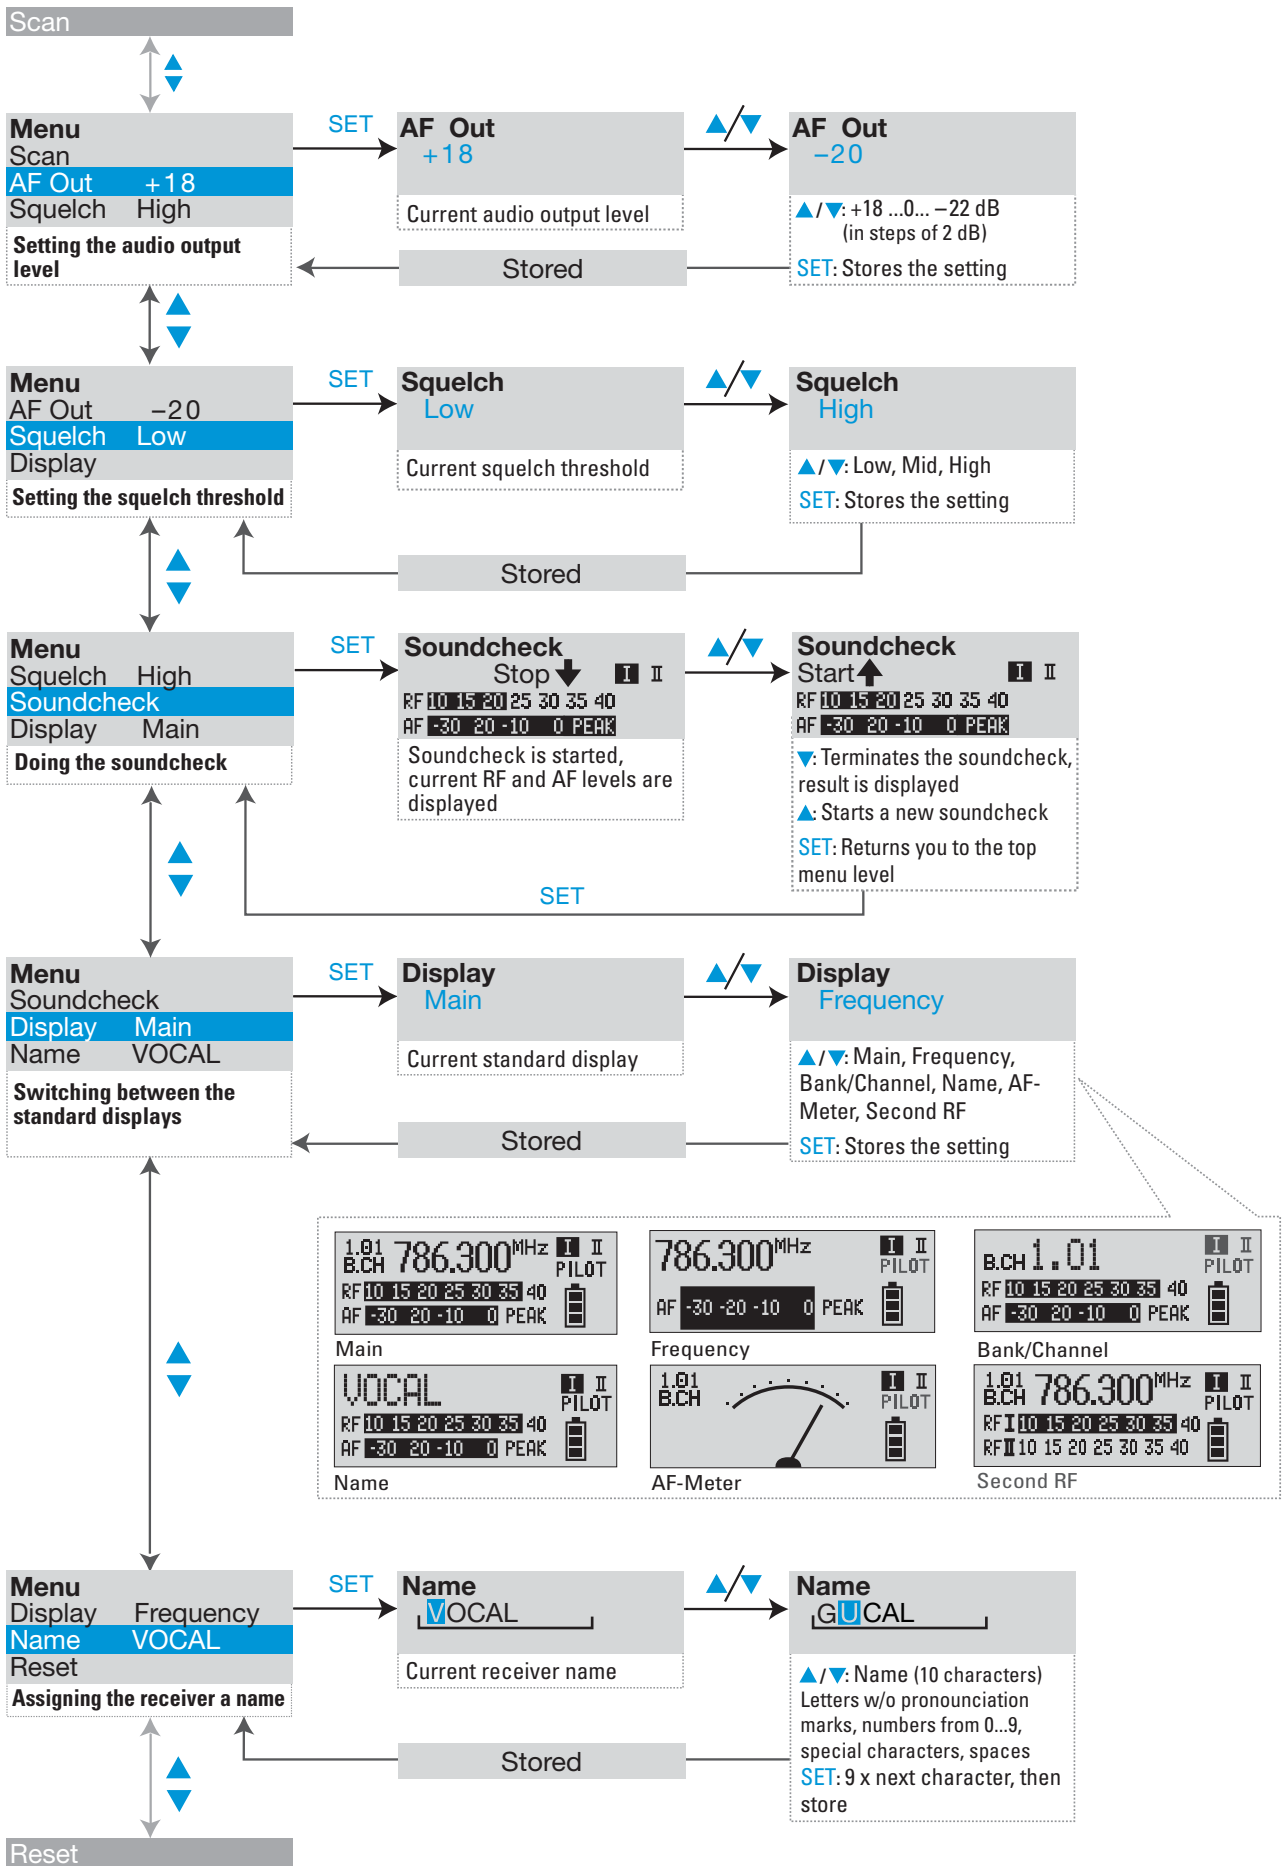 Scan
Menu
Scan
AF Out +18
Squelch High
Setting the audio output
level
SET
AF Out
+18
Current audio output level
AF Out
−20
▲/▼: +18 ...0... −22 dB
(in steps of 2 dB)
SET: Stores the setting
Stored
Menu
AF Out −20
Squelch Low
Display
Setting the squelch threshold
SET
Squelch
Low
Current squelch threshold
Squelch
High
▲/▼: Low, Mid, High
SET: Stores the setting
Stored
Menu
Squelch High
Soundcheck
Display Main
Doing the soundcheck
SET
Soundcheck
Stop I II
RF 10 15 20 25 30 35 40
AF -30 20 -10 0 PEAK
Soundcheck is started,
current RF and AF levels are
displayed
Soundcheck
Start I II
RF 10 15 20 25 30 35 40
AF -30 20 -10 0 PEAK
▼: Terminates the soundcheck,
result is displayed
▲: Starts a new soundcheck
SET: Returns you to the top
menu level
SET
Menu
Soundcheck
Display Main
Name VOCAL
Switching between the
standard displays
SET
Display
Main
Current standard display
Display
Frequency
▲/▼: Main, Frequency,
Bank/Channel, Name, AF-
Meter, Second RF
SET: Stores the setting
Stored
1.01
B.CH 786.300 MHz I II
PILOT
RF 10 15 20 25 30 35 40
AF -30 20 -10 0 PEAK
Main
786.300 MHz I II
PILOT
AF -30 -20 -10 0 PEAK
Frequency
B.CH 1.01 I II
PILOT
RF 10 15 20 25 30 35 40
AF -30 20 -10 0 PEAK
Bank/Channel
VOCAL I II
PILOT
RF 10 15 20 25 30 35 40
AF -30 20 -10 0 PEAK
Name
1.01
B.CH I II
PILOT
AF-Meter
1.01
B.CH 786.300 MHz I II
PILOT
RF I 10 15 20 25 30 35 40
RF II 10 15 20 25 30 35 40
Second RF
Menu
Display Frequency
Name VOCAL
Reset
Assigning the receiver a name
SET
Name
VOCAL
Current receiver name
Name
GUCAL
▲/▼: Name (10 characters)
Letters w/o pronounciation
marks, numbers from 0...9,
special characters, spaces
SET: 9 x next character, then
store
Stored
Reset